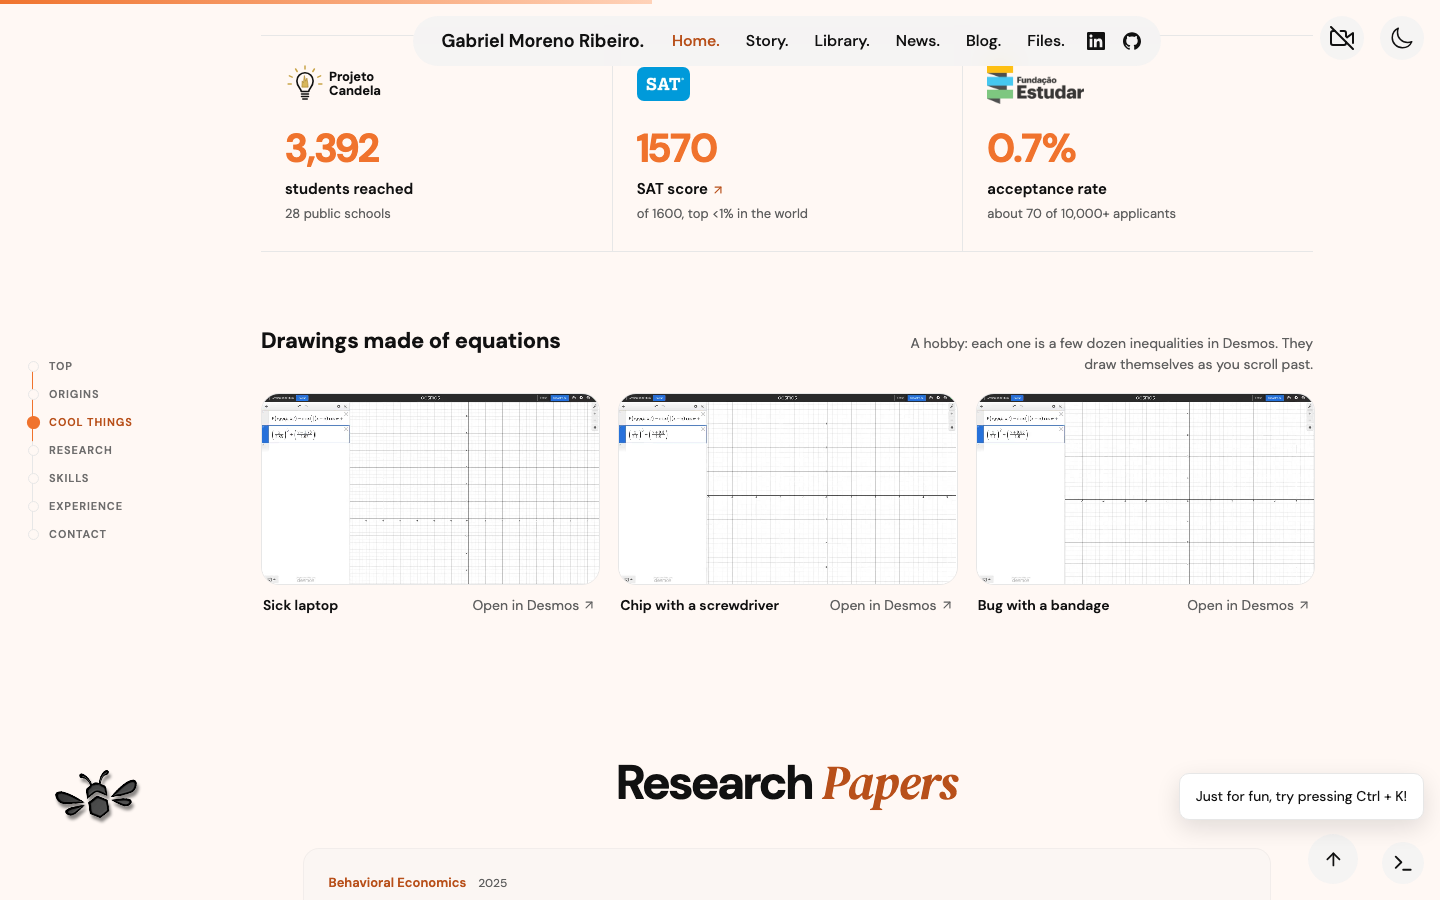 Gabriel Moreno Ribeiro. Home. Story. Library. News. Blog. Files.
Projeto
Candela
SAT
Fundação
Estudar
3,392
1570
0.7%
students reached
SAT score
acceptance rate
28 public schools
of 1600, top <1% in the world
about 70 of 10,000+ applicants
Drawings made of equations
A hobby: each one is a few dozen inequalities in Desmos. They
draw themselves as you scroll past.
TOP
ORIGINS
COOL THINGS
RESEARCH
SKILLS
EXPERIENCE
CONTACT
Sick laptop
Open in Desmos
Chip with a screwdriver
Open in Desmos
Bug with a bandage
Open in Desmos
Research Papers
Just for fun, try pressing Ctrl + K!
Behavioral Economics 2025